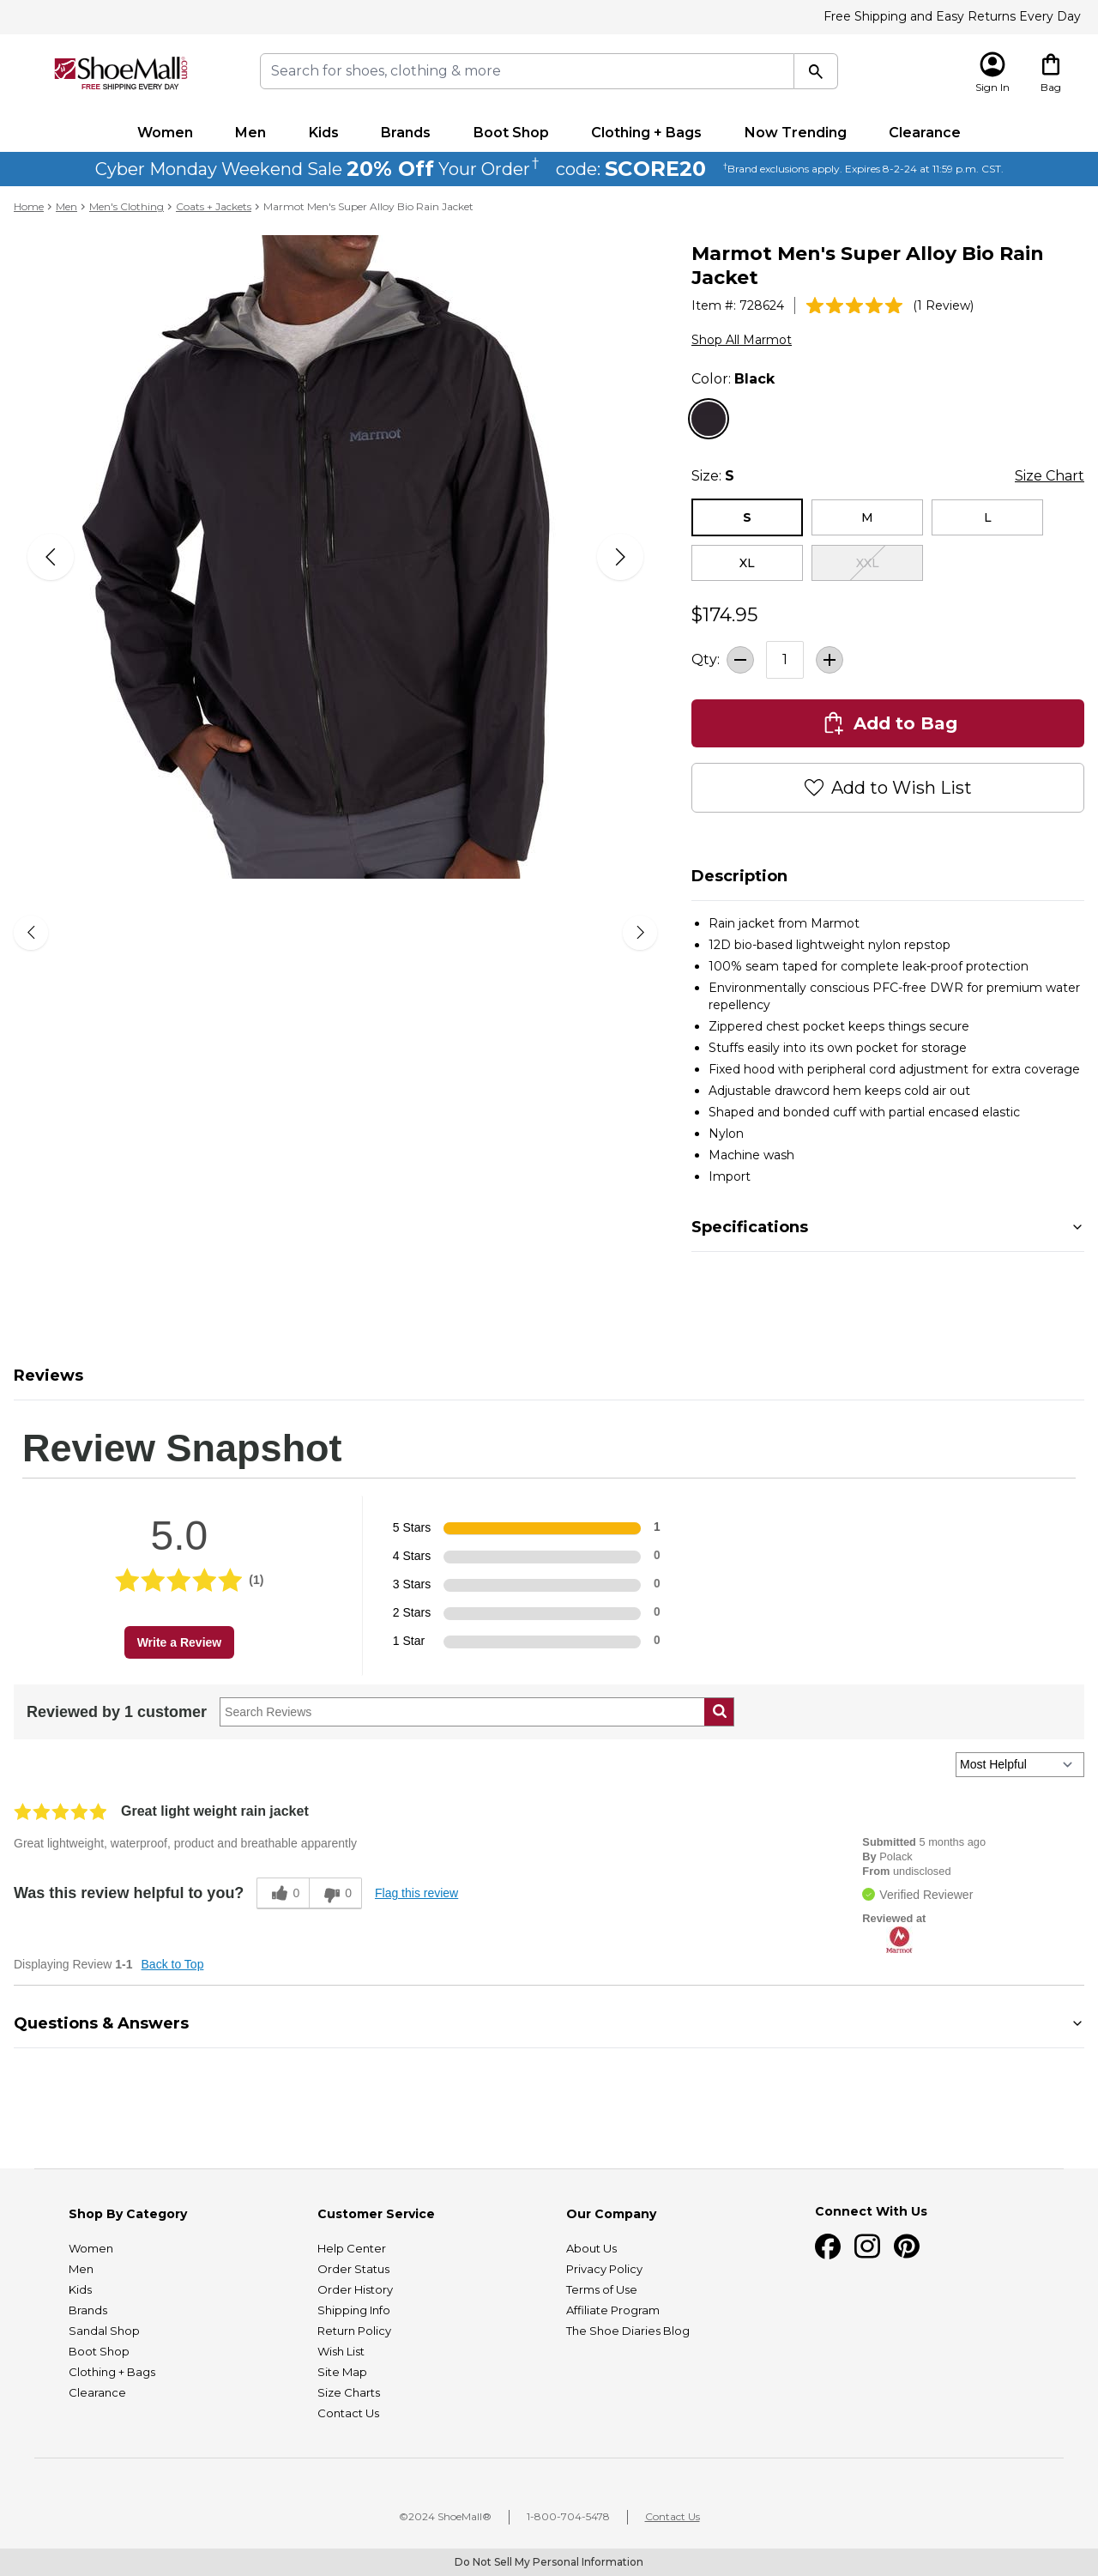 Free Shipping and Easy Returns Every Day
ShoeMall.com
FREE SHIPPING EVERY DAY
Search for shoes, clothing & more
Sign In
Bag
Women Men Kids Brands Boot Shop Clothing + Bags Now Trending Clearance
Cyber Monday Weekend Sale 20% Off Your Order† code: SCORE20 †Brand exclusions apply. Expires 8-2-24 at 11:59 p.m. CST.
Home > Men > Men's Clothing > Coats + Jackets > Marmot Men's Super Alloy Bio Rain Jacket
Marmot
Marmot Men's Super Alloy Bio Rain
Jacket
Item #: 728624 (1 Review)
Shop All Marmot
Color: Black
Size: S Size Chart
S M L
XL XXL
$174.95
Qty: 1
Add to Bag
Add to Wish List
Description
• Rain jacket from Marmot
• 12D bio-based lightweight nylon repstop
• 100% seam taped for complete leak-proof protection
• Environmentally conscious PFC-free DWR for premium water
repellency
• Zippered chest pocket keeps things secure
• Stuffs easily into its own pocket for storage
• Fixed hood with peripheral cord adjustment for extra coverage
• Adjustable drawcord hem keeps cold air out
• Shaped and bonded cuff with partial encased elastic
• Nylon
• Machine wash
• Import
Specifications
Reviews
Review Snapshot
5.0
(1)
Write a Review
5 Stars 1
4 Stars 0
3 Stars 0
2 Stars 0
1 Star 0
Reviewed by 1 customer Search Reviews
Most Helpful
Great light weight rain jacket
Great lightweight, waterproof, product and breathable apparently
Was this review helpful to you? 0 0 Flag this review
Submitted 5 months ago
By Polack
From undisclosed
Verified Reviewer
Reviewed at
Marmot
Displaying Review 1-1 Back to Top
Questions & Answers
Shop By Category
Women
Men
Kids
Brands
Sandal Shop
Boot Shop
Clothing + Bags
Clearance
Customer Service
Help Center
Order Status
Order History
Shipping Info
Return Policy
Wish List
Site Map
Size Charts
Contact Us
Our Company
About Us
Privacy Policy
Terms of Use
Affiliate Program
The Shoe Diaries Blog
Connect With Us
©2024 ShoeMall® 1-800-704-5478 Contact Us
Do Not Sell My Personal Information